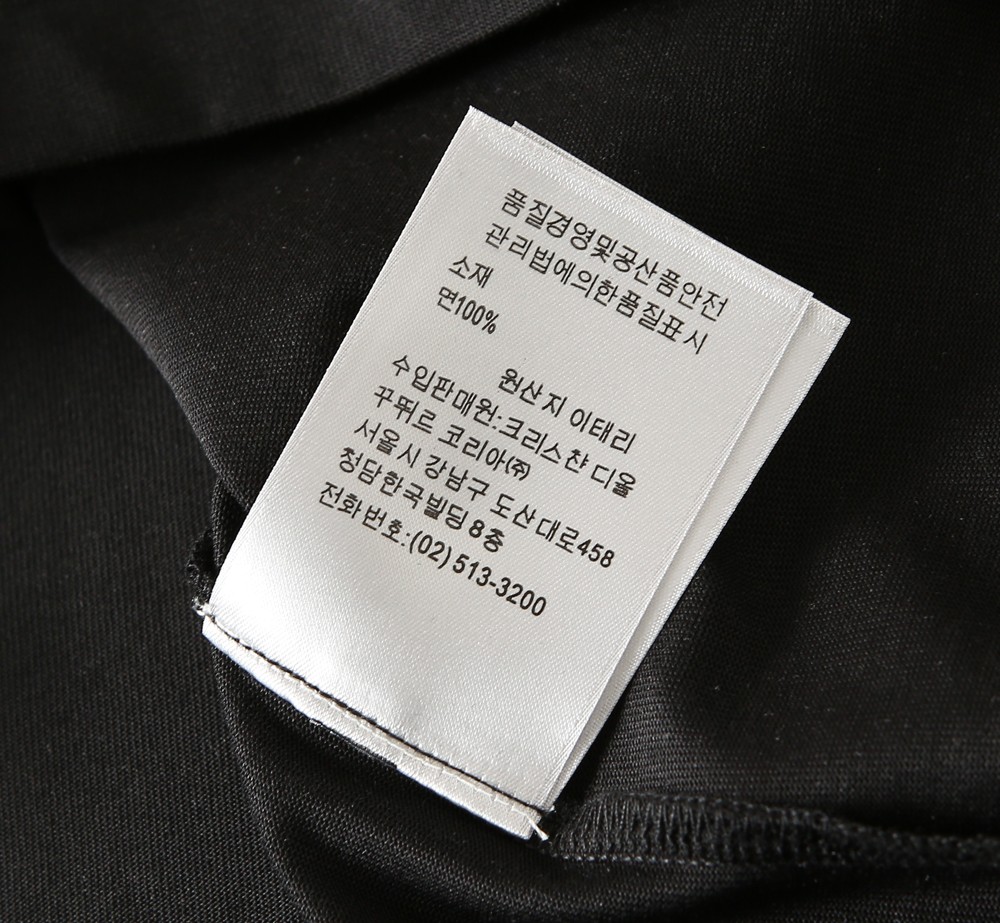 품질경영및공산품안전
관리법에의한품질표시
소재
면100%
원산지 이태리
수입판매원:크리스챤 디올
꾸뛰르 코리아(주)
서울시 강남구 도산대로458
청담한국빌딩8층
전화번호:(02)513-3200